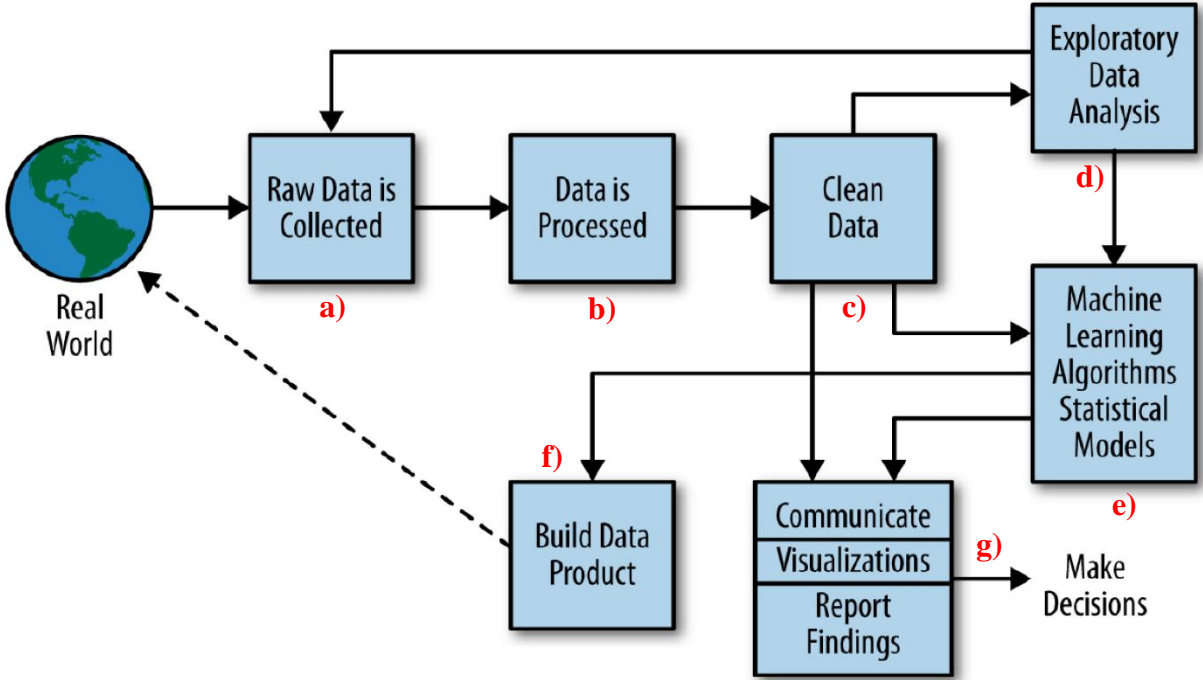 Exploratory
Data
Analysis
d)
Real
World
Raw Data is
Collected
a)
Data is
Processed
b)
Clean
Data
c)
Machine
Learning
Algorithms
Statistical
Models
e)
f)
Build Data
Product
Communicate
Visualizations
Report
Findings
g)
Make
Decisions